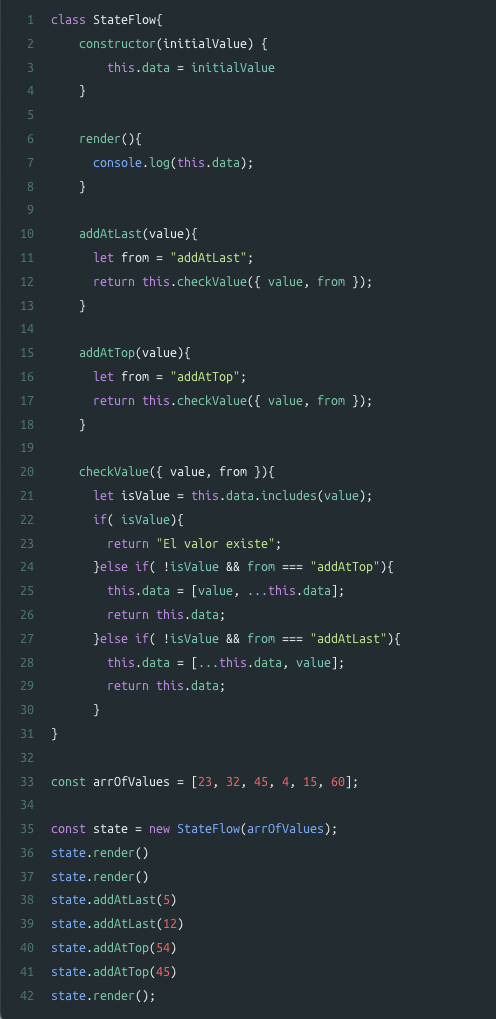 1 class StateFlow{
2     constructor(initialValue) {
3         this.data = initialValue
4     }
5
6     render(){
7       console.log(this.data);
8     }
9
10     addAtLast(value){
11       let from = "addAtLast";
12       return this.checkValue({ value, from });
13     }
14
15     addAtTop(value){
16       let from = "addAtTop";
17       return this.checkValue({ value, from });
18     }
19
20     checkValue({ value, from }){
21       let isValue = this.data.includes(value);
22       if( isValue){
23         return "El valor existe";
24       }else if( !isValue && from === "addAtTop"){
25         this.data = [value, ...this.data];
26         return this.data;
27       }else if( !isValue && from === "addAtLast"){
28         this.data = [...this.data, value];
29         return this.data;
30       }
31 }
32
33 const arrOfValues = [23, 32, 45, 4, 15, 60];
34
35 const state = new StateFlow(arrOfValues);
36 state.render()
37 state.render()
38 state.addAtLast(5)
39 state.addAtLast(12)
40 state.addAtTop(54)
41 state.addAtTop(45)
42 state.render();